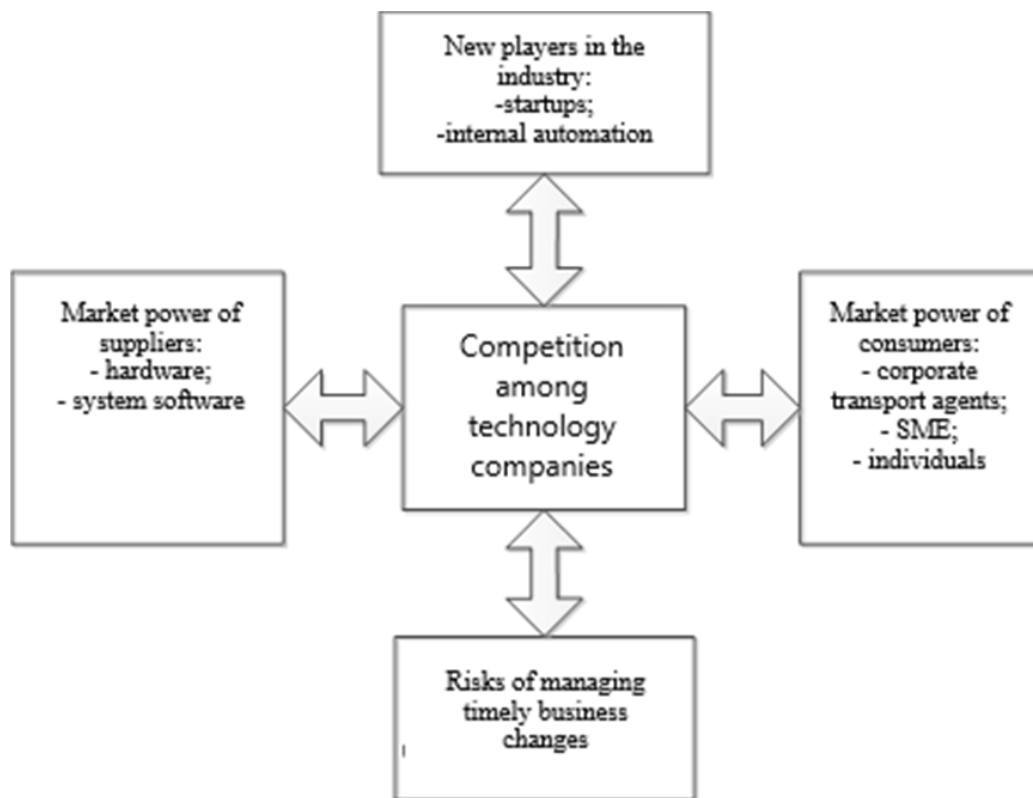 New players in the
industry:
-startups;
-internal automation
Market power of
suppliers:
- hardware;
- system software
Competition
among
technology
companies
Market power of
consumers:
- corporate
transport agents;
- SME;
- individuals
Risks of managing
timely business
changes